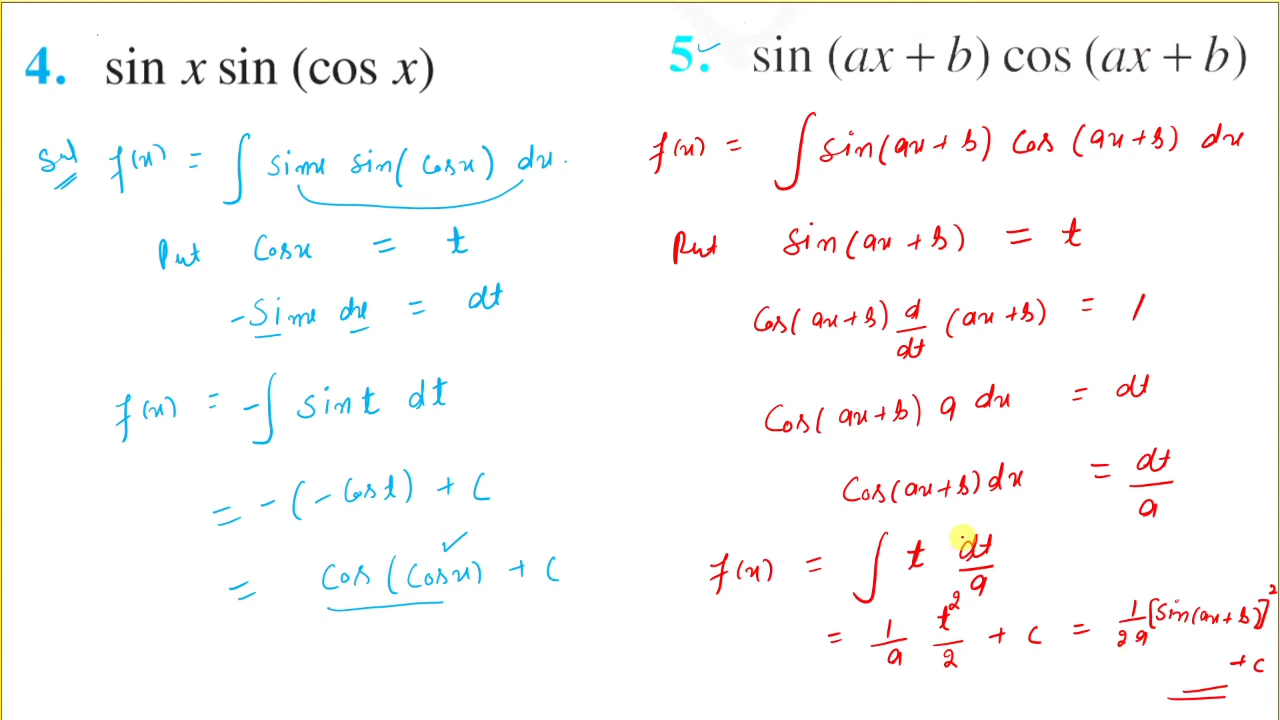 4. sin x sin (cos x)
Sol f(x) = ∫ sinx sin(cosx) dx.
Put cosx = t
-sinx dx = dt
f(x) = -∫ sint dt
= -(-cost) + c
= cos(cosx) + c
5. sin (ax + b) cos (ax + b)
f(x) = ∫ sin(ax+b) cos(ax+b) dx
Put sin(ax+b) = t
cos(ax+b) d/dt (ax+b) = 1
cos(ax+b) a dx = dt
cos(ax+b) dx = dt/a
f(x) = ∫ t dt/a
= 1/a t²/2 + c = 1/2a [sin(ax+b)]²
+c